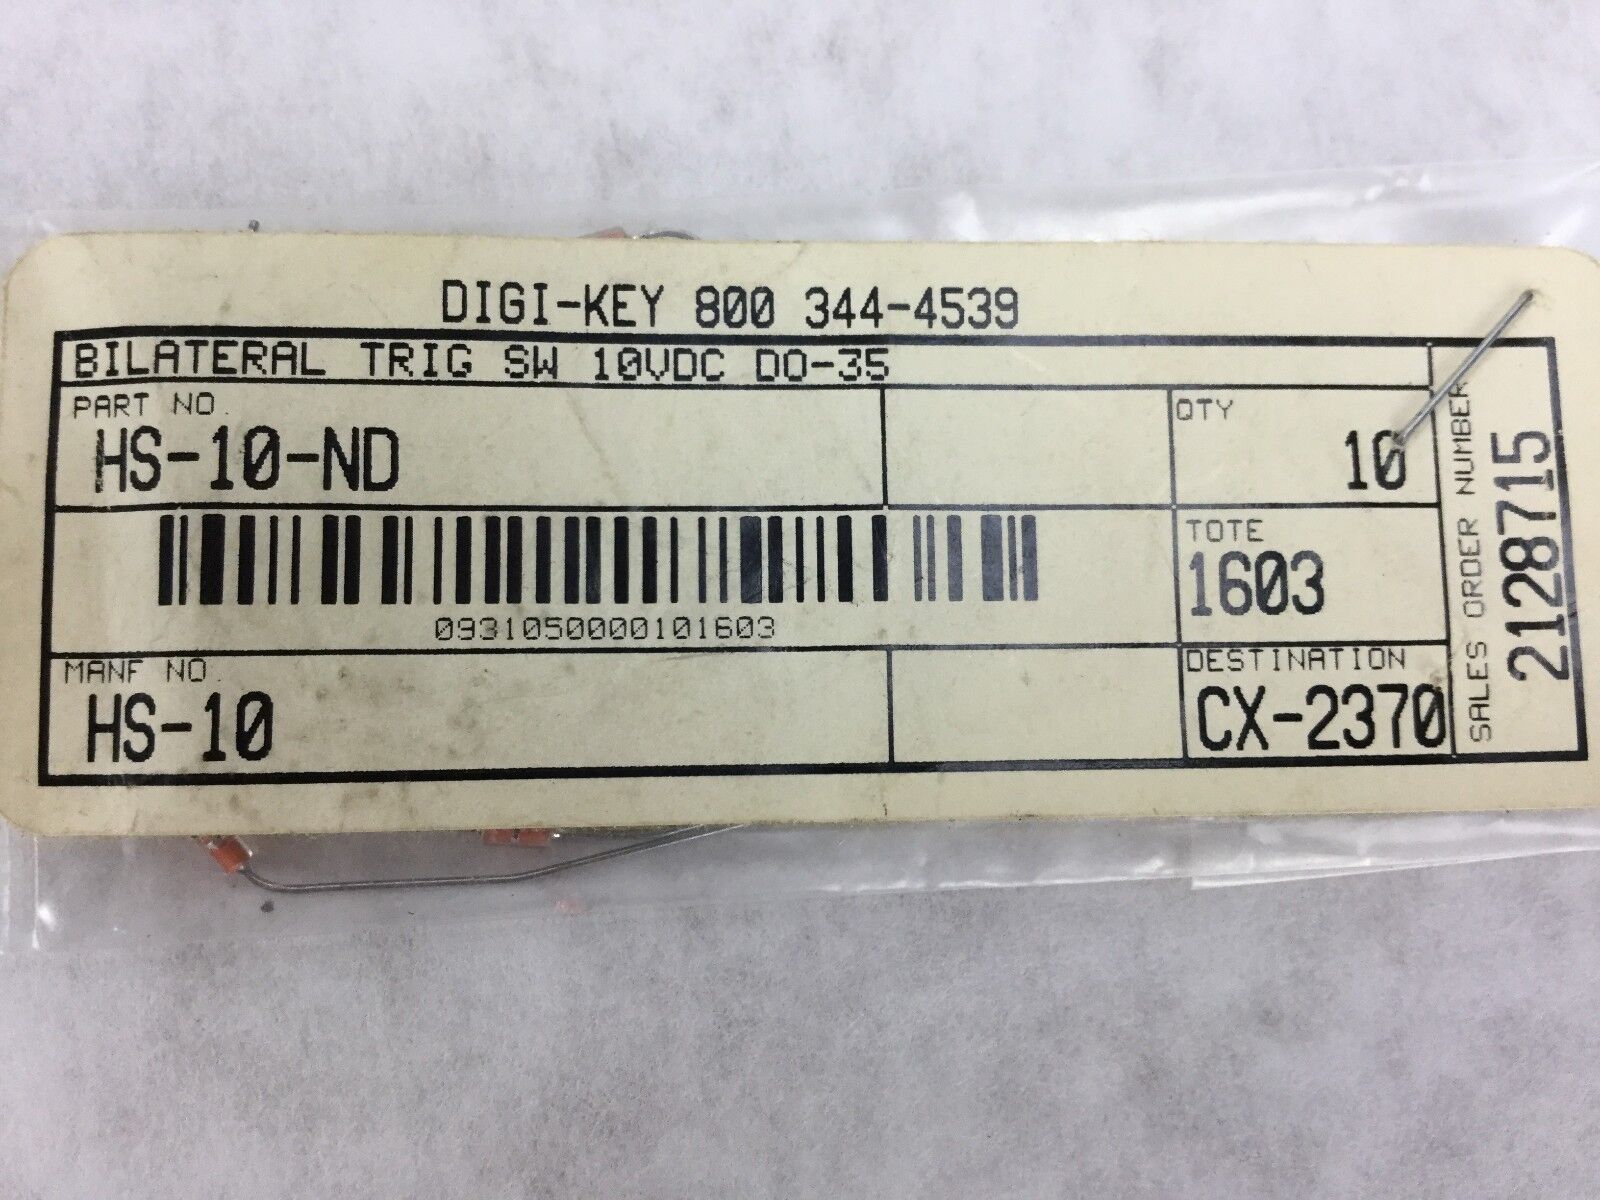 DIGI-KEY 800 344-4539
BILATERAL TRIG SW 10VDC DO-35
PART NO.
HS-10-ND
QTY
10
0931050000101603
TOTE
1603
MANF NO.
HS-10
DESTINATION
CX-2370
SALES ORDER NUMBER
2128715